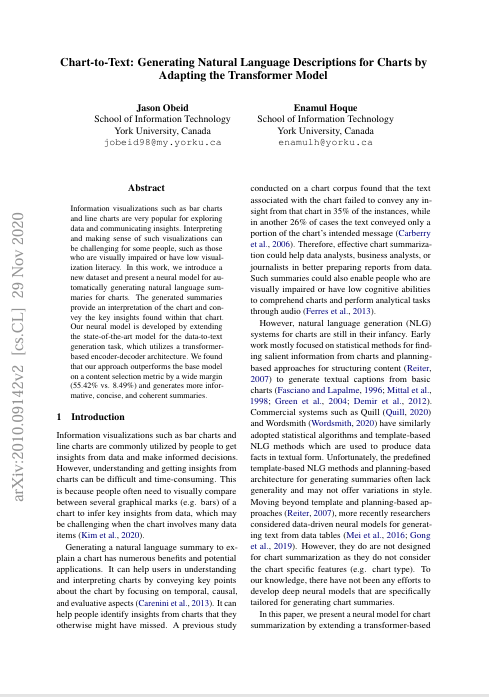 Chart-to-Text: Generating Natural Language Descriptions for Charts by
Adapting the Transformer Model
Jason Obeid
School of Information Technology
York University, Canada
jobeid98@my.yorku.ca
Enamul Hoque
School of Information Technology
York University, Canada
enamulh@yorku.ca
arXiv:2010.09142v2 [cs.CL] 29 Nov 2020
Abstract
Information visualizations such as bar charts
and line charts are very popular for exploring
data and communicating insights. Interpreting
and making sense of such visualizations can
be challenging for some people, such as those
who are visually impaired or have low visual-
ization literacy. In this work, we introduce a
new dataset and present a neural model for au-
tomatically generating natural language sum-
maries for charts. The generated summaries
provide an interpretation of the chart and con-
vey the key insights found within that chart.
Our neural model is developed by extending
the state-of-the-art model for the data-to-text
generation task, which utilizes a transformer-
based encoder-decoder architecture. We found
that our approach outperforms the base model
on a content selection metric by a wide margin
(55.42% vs. 8.49%) and generates more infor-
mative, concise, and coherent summaries.
1 Introduction
Information visualizations such as bar charts and
line charts are commonly used by people to get
insights from data and make informed decisions.
However, understanding and getting insights from
charts can be difficult and time-consuming. This
is because people often need to visually compare
between several graphical marks (e.g. bars) of a
chart to infer key insights from data, which may
be challenging when the chart involves many data
items (Kim et al., 2020).
Generating a natural language summary to ex-
plain a chart has numerous benefits and potential
applications. It can help users in understanding
and interpreting charts by conveying key points
about the chart by focusing on temporal, causal,
and evaluative aspects (Carenini et al., 2013). It can
help people identify insights from charts that they
otherwise might have missed. A previous study
conducted on a chart corpus found that the text
associated with the chart failed to convey any in-
sight from that chart in 35% of the instances, while
in another 26% of cases the text conveyed only a
portion of the chart's intended message (Carberry
et al., 2006). Therefore, effective chart summariza-
tion could help data analysts, business analysts, or
journalists in better preparing reports from data.
Such summaries could also enable people who are
visually impaired or have low cognitive abilities
to comprehend charts and perform analytical tasks
through audio (Ferres et al., 2013).
However, natural language generation (NLG)
systems for charts are still in their infancy. Early
work mostly focused on statistical methods for find-
ing salient information from charts and planning-
based approaches for structuring content (Reiter,
2007) to generate textual captions from basic
charts (Fasciano and Lapalme, 1996; Mittal et al.,
1998; Green et al., 2004; Demir et al., 2012).
Commercial systems such as Quill (Quill, 2020)
and Wordsmith (Wordsmith, 2020) have similarly
adopted statistical algorithms and template-based
NLG methods which are used to produce data
facts in textual form. Unfortunately, the predefined
template-based NLG methods and planning-based
architecture for generating summaries often lack
generality and may not offer variations in style.
Moving beyond template and planning-based ap-
proaches (Reiter, 2007), more recently researchers
considered data-driven neural models for generat-
ing text from data tables (Mei et al., 2016; Gong
et al., 2019). However, they are not designed
for chart summarization as they do not consider
the chart specific features (e.g. chart type). To
our knowledge, there have not been any efforts to
develop deep neural models that are specifically
tailored for generating chart summaries.
In this paper, we present a neural model for chart
summarization by extending a transformer-based